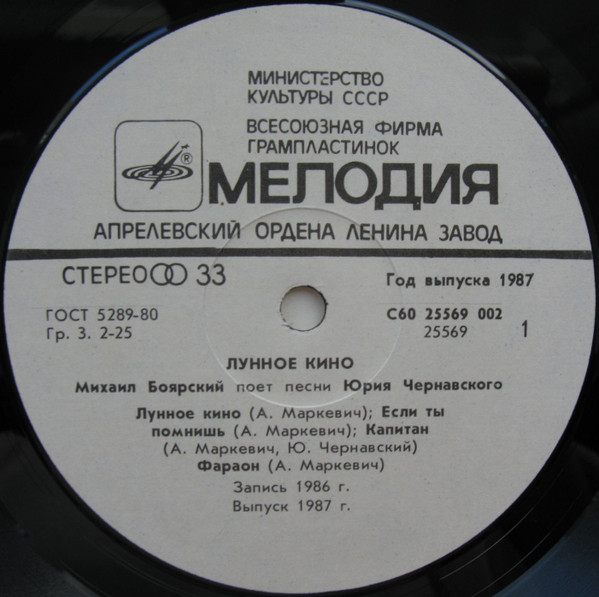 МИНИСТЕРСТВО
КУЛЬТУРЫ СССР
ВСЕСОЮЗНАЯ ФИРМА
ГРАМПЛАСТИНОК
®
МЕЛОДИЯ
АПРЕЛЕВСКИЙ ОРДЕНА ЛЕНИНА ЗАВОД
СТЕРЕО 33
Год выпуска 1987
ГОСТ 5289-80
С60 25569 002
Гр. 3. 2-25
25569 1
ЛУННОЕ КИНО
Михаил Боярский поет песни Юрия Чернавского
Лунное кино (А. Маркевич); Если ты
помнишь (А. Маркевич); Капитан
(А. Маркевич, Ю. Чернавский)
Фараон (А. Маркевич)
Запись 1986 г.
Выпуск 1987 г.